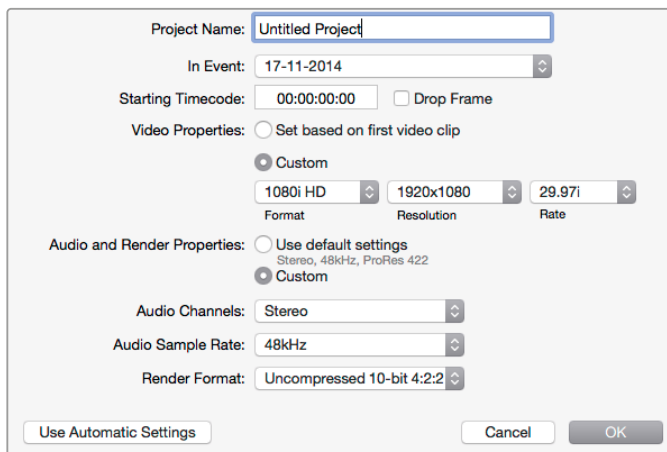 Project Name: Untitled Project
In Event: 17-11-2014
Starting Timecode: 00:00:00:00 Drop Frame
Video Properties: Set based on first video clip
Custom
1080i HD 1920x1080 29.97i
Format Resolution Rate
Audio and Render Properties: Use default settings
Stereo, 48kHz, ProRes 422
Custom
Audio Channels: Stereo
Audio Sample Rate: 48kHz
Render Format: Uncompressed 10-bit 4:2:2
Use Automatic Settings Cancel OK